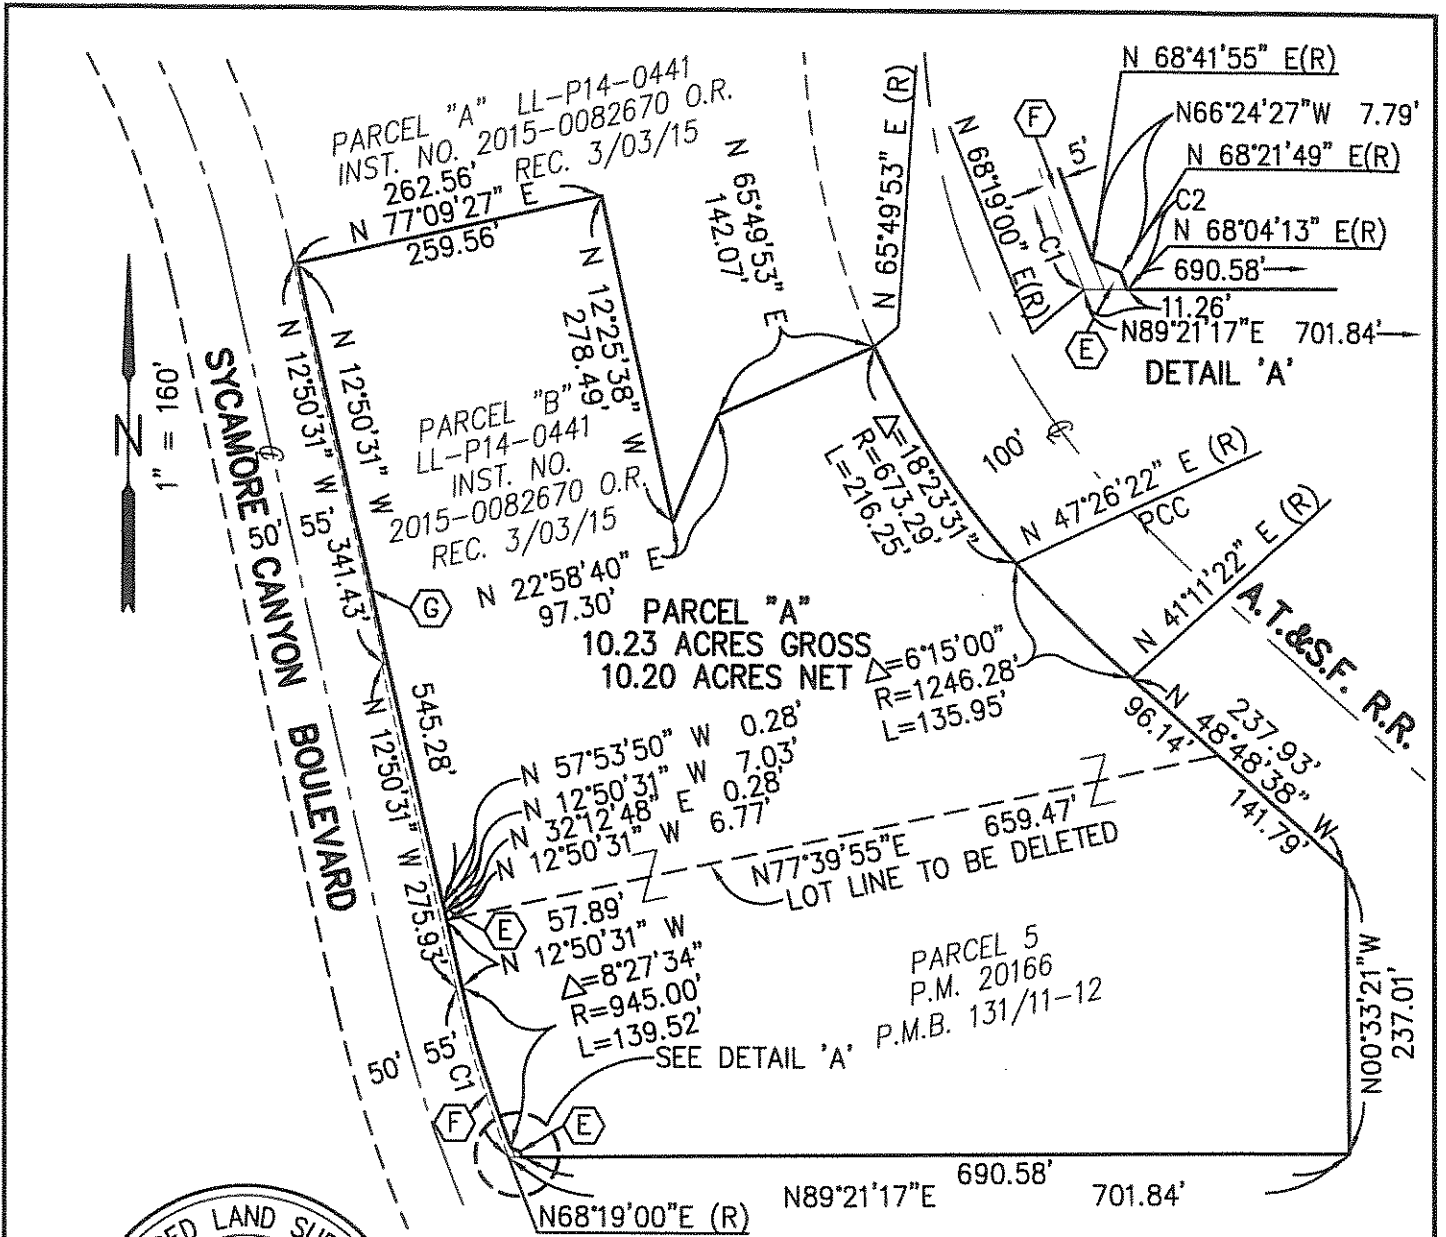 PARCEL "A" LL-P14-0441
INST. NO. 2015-0082670 O.R.
REC. 3/03/15
262.56'
N 77°09'27" E
259.56'
N 12°25'38" W
278.49'
N 65°49'53" E
142.07'
N 65°49'53" E (R)
N 68°19'00" E(R)
F
5'
C1
N 68°41'55" E(R)
N66°24'27"W 7.79'
N 68°21'49" E(R)
C2
N 68°04'13" E(R)
690.58'
11.26'
N89°21'17"E 701.84'
E
DETAIL 'A'
N
1" = 160'
SYCAMORE CANYON BOULEVARD
50'
55'
N 12°50'31" W 341.43'
N 12°50'31" W
545.28'
PARCEL "B"
LL-P14-0441
INST. NO.
2015-0082670 O.R.
REC. 3/03/15
G
N 22°58'40" E
97.30'
PARCEL "A"
10.23 ACRES GROSS
10.20 ACRES NET
Δ=18°23'31"
R=673.29'
L=216.25'
100'
N 47°26'22" E (R)
PCC
N 41°11'22" E (R)
A.T.&S.F. R.R.
Δ=6°15'00"
R=1246.28'
L=135.95'
237.93'
N 48°48'38" W
96.14'
141.79'
N 57°53'50" W 0.28'
N 12°50'31" W 7.03'
N 32°12'48" E 0.28'
N 12°50'31" W 6.77'
N77°39'55"E 659.47'
LOT LINE TO BE DELETED
N 12°50'31" W 275.93'
E
57.89'
N 12°50'31" W
Δ=8°27'34"
R=945.00'
L=139.52'
SEE DETAIL 'A'
PARCEL 5
P.M. 20166
P.M.B. 131/11-12
N00°33'21"W
237.01'
50'
55'
C1
F
E
690.58'
N89°21'17"E 701.84'
N68°19'00"E (R)
LAND